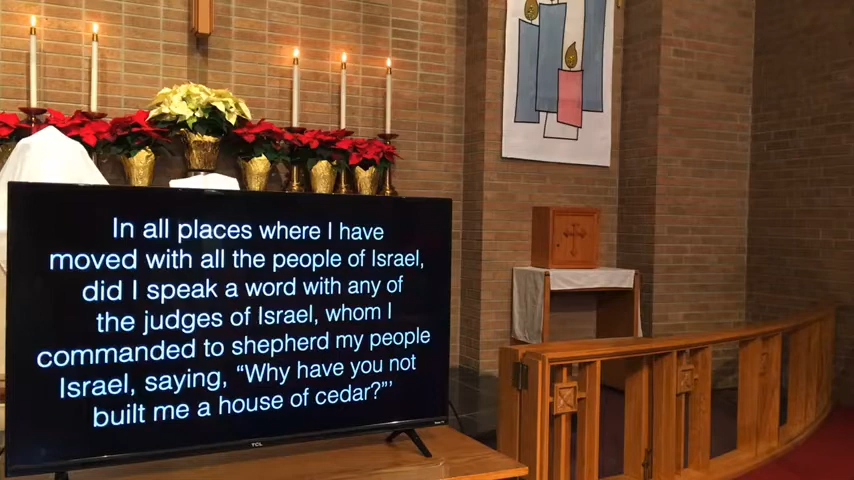 In all places where I have
moved with all the people of Israel,
did I speak a word with any of
the judges of Israel, whom I
commanded to shepherd my people
Israel, saying, “Why have you not
built me a house of cedar?”’
TCL